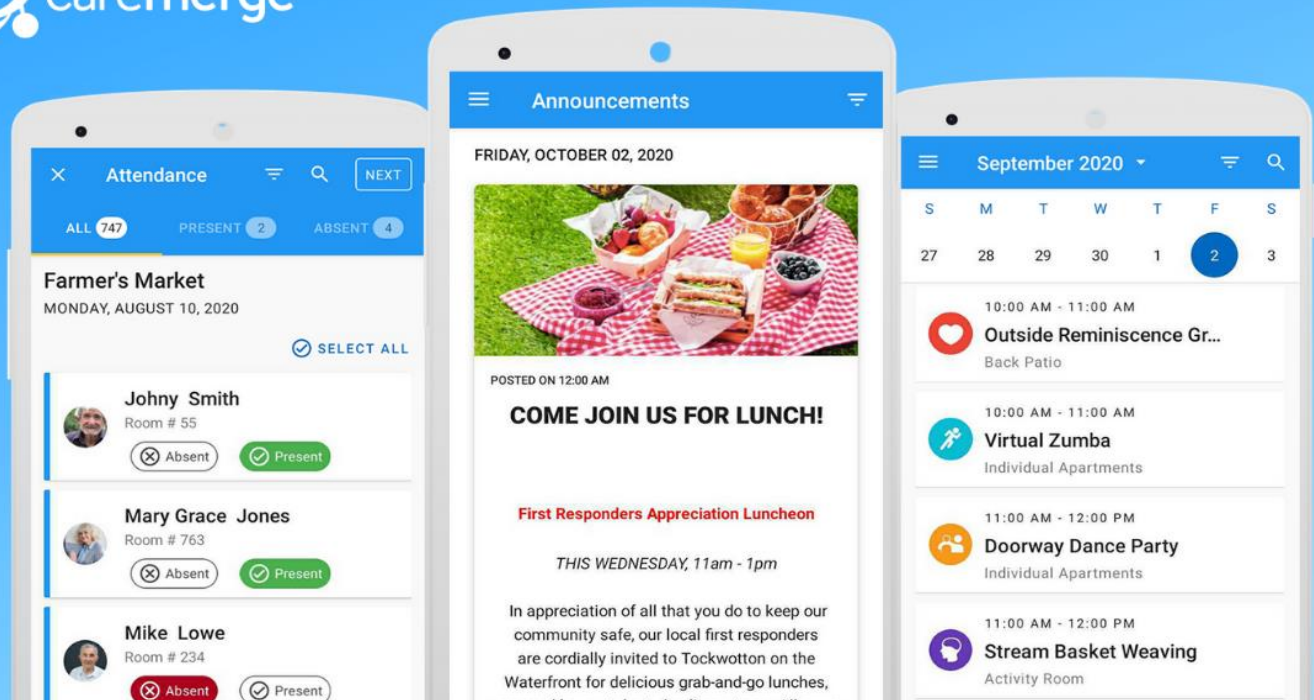 caremerge
Attendance
NEXT
ALL 747
PRESENT 2
ABSENT 4
Farmer's Market
MONDAY, AUGUST 10, 2020
SELECT ALL
Johny Smith
Room # 55
Absent
Present
Mary Grace Jones
Room # 763
Absent
Present
Mike Lowe
Room # 234
Absent
Present
Announcements
FRIDAY, OCTOBER 02, 2020
POSTED ON 12:00 AM
COME JOIN US FOR LUNCH!
First Responders Appreciation Luncheon
THIS WEDNESDAY, 11am - 1pm
In appreciation of all that you do to keep our
community safe, our local first responders
are cordially invited to Tockwotton on the
Waterfront for delicious grab-and-go lunches,
September 2020
S M T W T F S
27 28 29 30 1 2 3
10:00 AM - 11:00 AM
Outside Reminiscence Gr...
Back Patio
10:00 AM - 11:00 AM
Virtual Zumba
Individual Apartments
11:00 AM - 12:00 PM
Doorway Dance Party
Individual Apartments
11:00 AM - 12:00 PM
Stream Basket Weaving
Activity Room